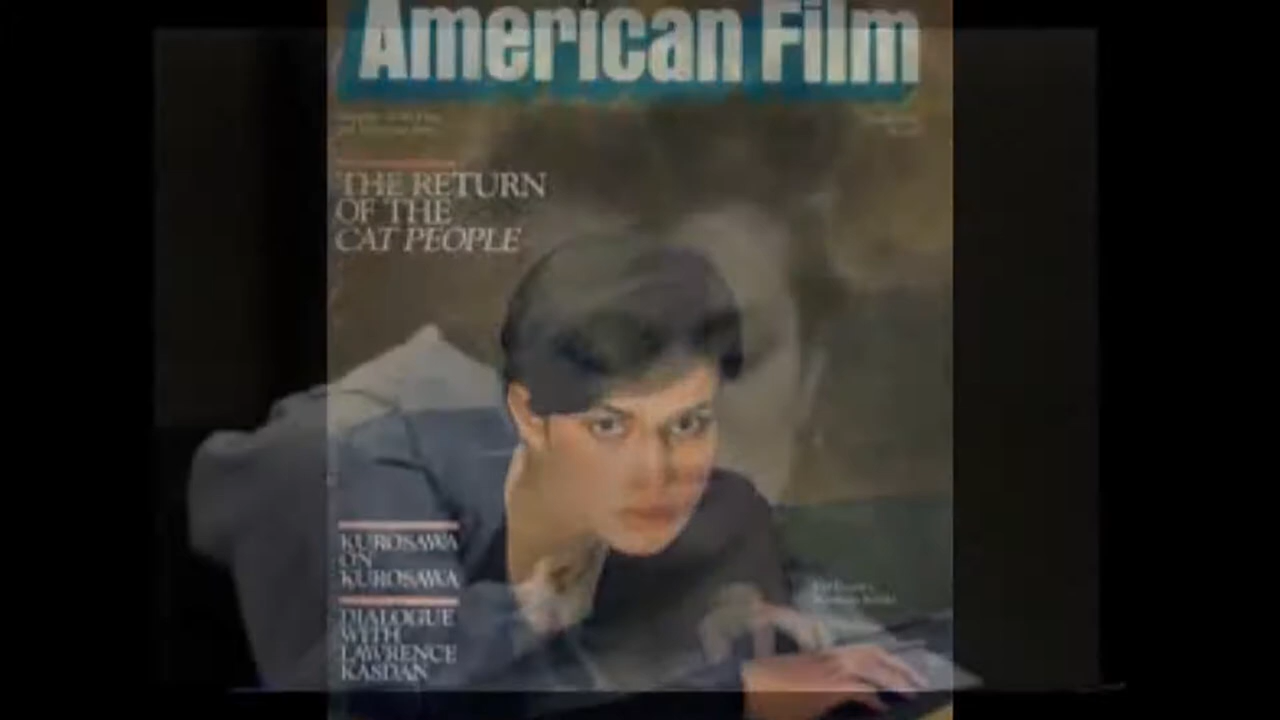 American Film
THE RETURN
OF THE
CAT PEOPLE
KUROSAWA
ON
KUROSAWA
DIALOGUE
WITH
LAWRENCE
KASDAN